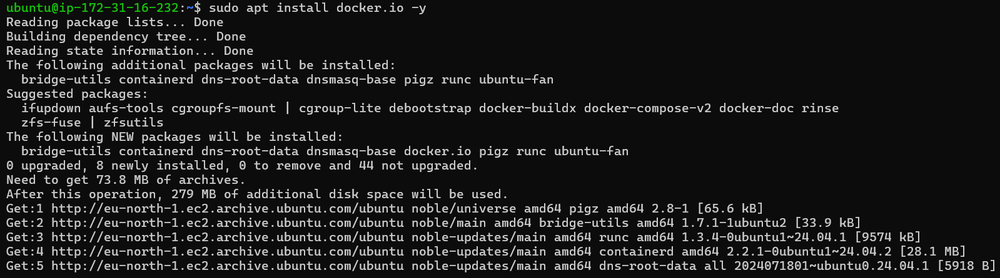 ubuntu@ip-172-31-16-232:~$ sudo apt install docker.io -y
Reading package lists... Done
Building dependency tree... Done
Reading state information... Done
The following additional packages will be installed:
  bridge-utils containerd dns-root-data dnsmasq-base pigz runc ubuntu-fan
Suggested packages:
  ifupdown aufs-tools cgroupfs-mount | cgroup-lite debootstrap docker-buildx docker-compose-v2 docker-doc rinse
  zfs-fuse | zfsutils
The following NEW packages will be installed:
  bridge-utils containerd dns-root-data dnsmasq-base docker.io pigz runc ubuntu-fan
0 upgraded, 8 newly installed, 0 to remove and 44 not upgraded.
Need to get 73.8 MB of archives.
After this operation, 279 MB of additional disk space will be used.
Get:1 http://eu-north-1.ec2.archive.ubuntu.com/ubuntu noble/universe amd64 pigz amd64 2.8-1 [65.6 kB]
Get:2 http://eu-north-1.ec2.archive.ubuntu.com/ubuntu noble/main amd64 bridge-utils amd64 1.7.1-1ubuntu2 [33.9 kB]
Get:3 http://eu-north-1.ec2.archive.ubuntu.com/ubuntu noble-updates/main amd64 runc amd64 1.3.4-0ubuntu1~24.04.1 [9574 kB]
Get:4 http://eu-north-1.ec2.archive.ubuntu.com/ubuntu noble-updates/main amd64 containerd amd64 2.2.1-0ubuntu1~24.04.2 [28.1 MB]
Get:5 http://eu-north-1.ec2.archive.ubuntu.com/ubuntu noble-updates/main amd64 dns-root-data all 2024071801~ubuntu0.24.04.1 [5918 B]